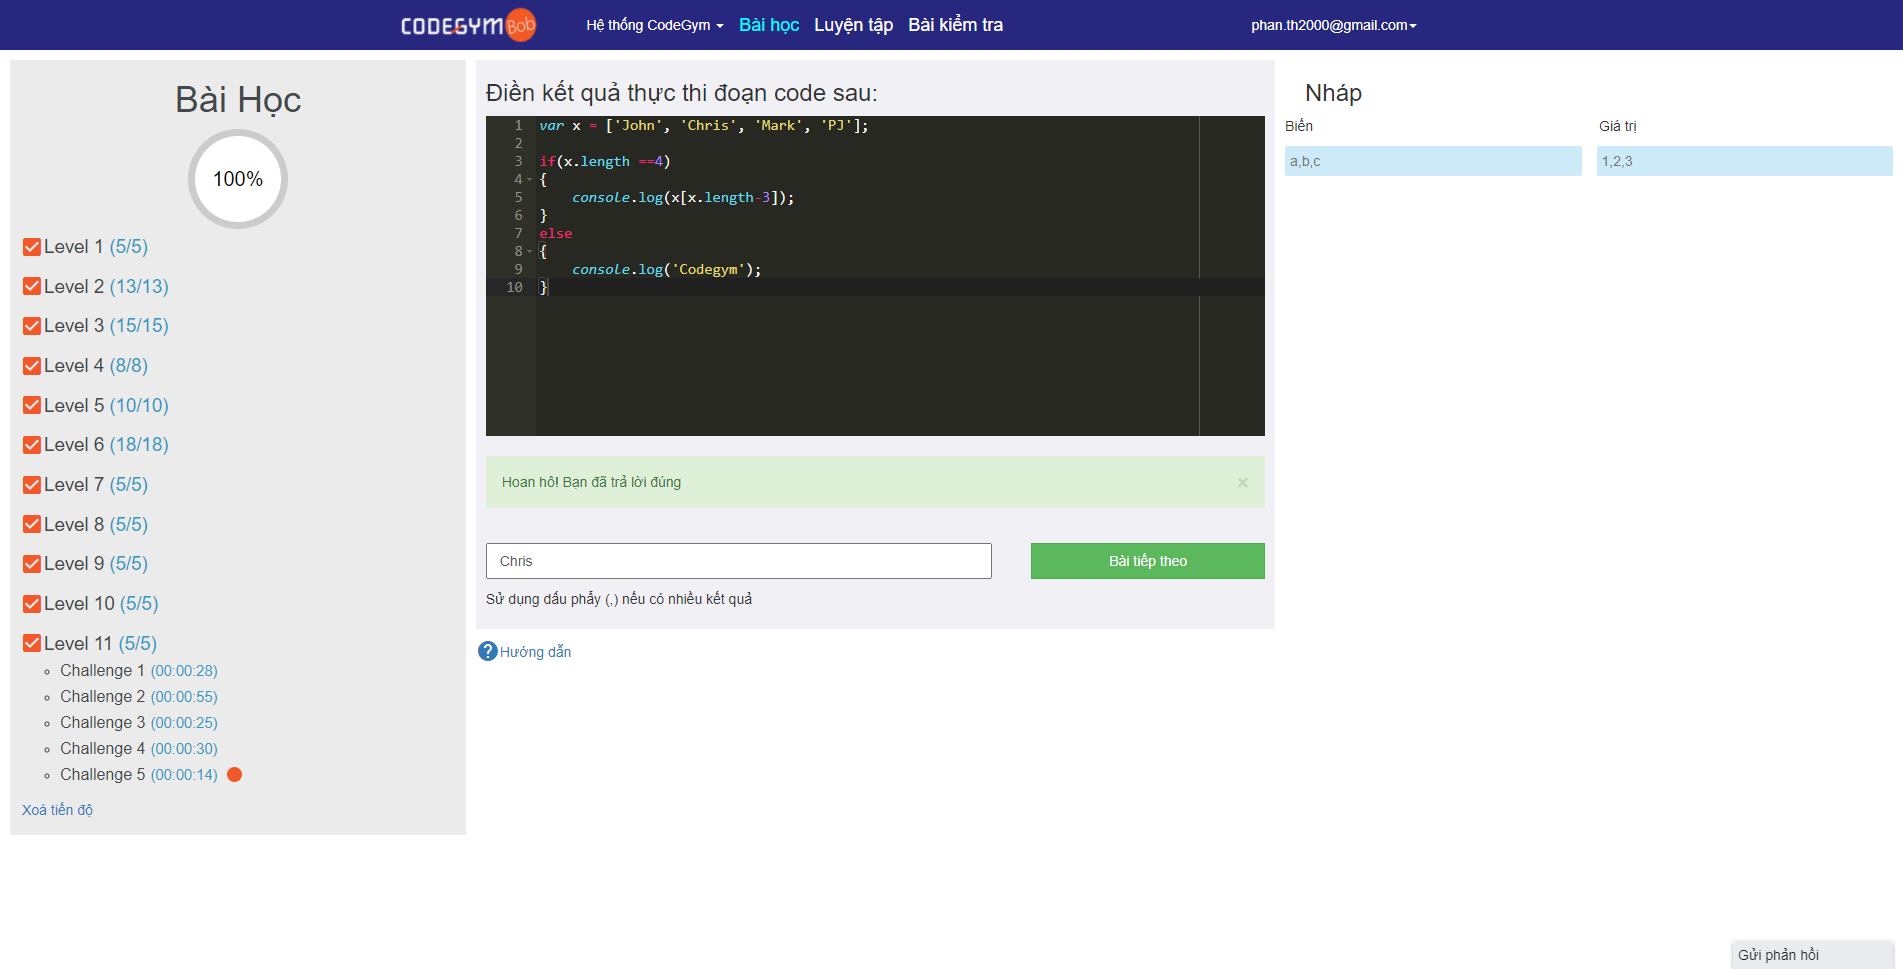 CODEGYM Bob
Hệ thống CodeGym Bài học Luyện tập Bài kiểm tra phan.th2000@gmail.com
Bài Học
100%
Level 1 (5/5)
Level 2 (13/13)
Level 3 (15/15)
Level 4 (8/8)
Level 5 (10/10)
Level 6 (18/18)
Level 7 (5/5)
Level 8 (5/5)
Level 9 (5/5)
Level 10 (5/5)
Level 11 (5/5)
Challenge 1 (00:00:28)
Challenge 2 (00:00:55)
Challenge 3 (00:00:25)
Challenge 4 (00:00:30)
Challenge 5 (00:00:14)
Xoá tiến độ
Điền kết quả thực thi đoạn code sau:
1 var x = ['John', 'Chris', 'Mark', 'PJ'];
2
3 if(x.length ==4)
4 {
5 console.log(x[x.length-3]);
6 }
7 else
8 {
9 console.log('Codegym');
10 }
Hoan hô! Bạn đã trả lời đúng ×
Chris
Bài tiếp theo
Sử dụng dấu phẩy (,) nếu có nhiều kết quả
? Hướng dẫn
Nháp
Biến Giá trị
a,b,c 1,2,3
Gửi phản hồi